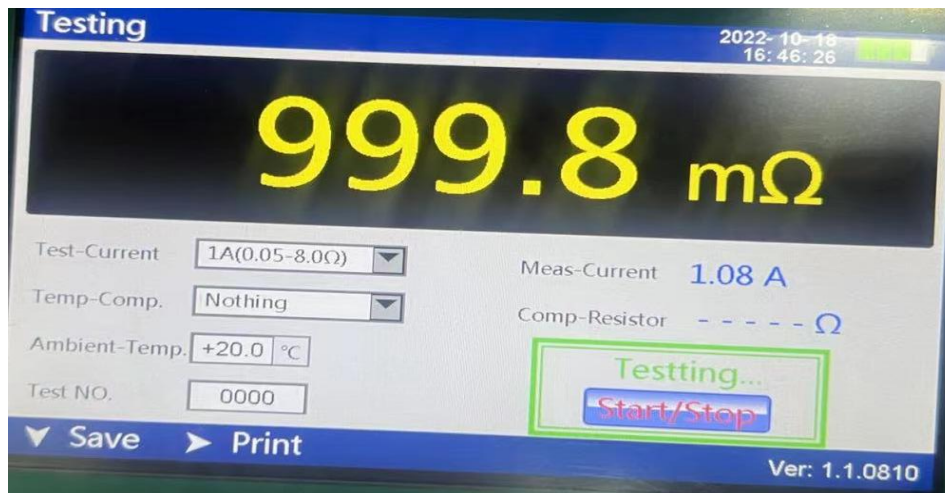 Testing
2022-10-18
16:46:26
999.8 mΩ
Test-Current 1A(0.05-8.0Ω)
Meas-Current 1.08 A
Temp-Comp. Nothing
Comp-Resistor - - - - - Ω
Ambient-Temp. +20.0 °C
Testting...
Test NO. 0000
Start/Stop
Save Print
Ver: 1.1.0810